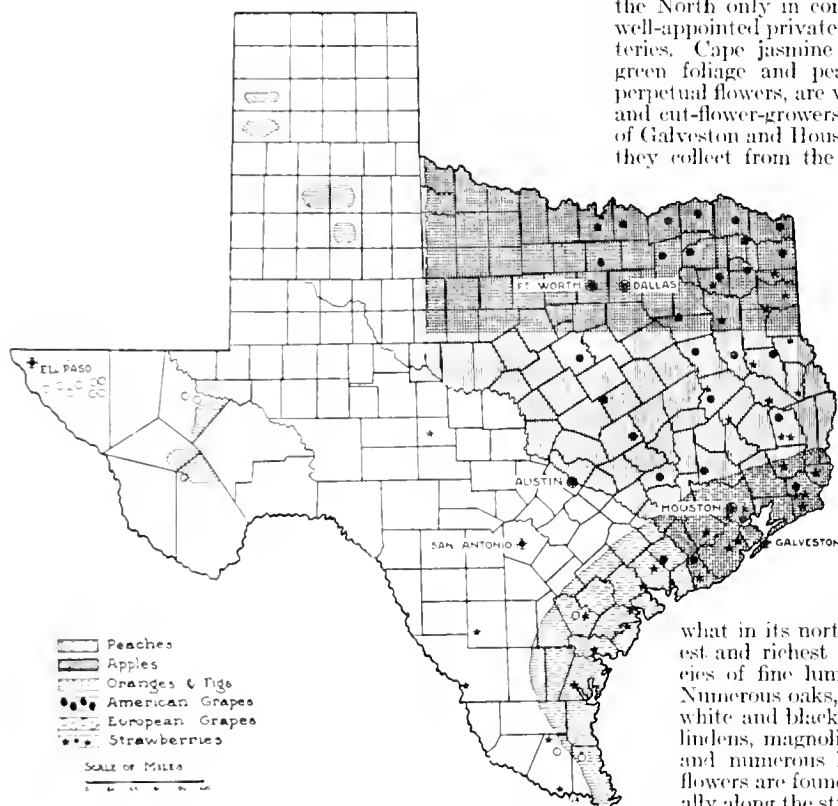 the North only in con
well-appointed private
teries. Cape jasmine
green foliage and pea
perpetual flowers, are v
and cut-flower-growers
of Galveston and Hous
they collect from the
FT. WORTH
DALLAS
EL PASO
AUSTIN
HOUSTON
SAN ANTONIO
GALVESTON
Peaches
Apples
Oranges & Figs
American Grapes
European Grapes
Strawberries
SCALE OF MILES
what in its nort
est and richest
cies of fine lum
Numerous oaks,
white and black
lindens, magnoli
and numerous
flowers are foun
ally along the st